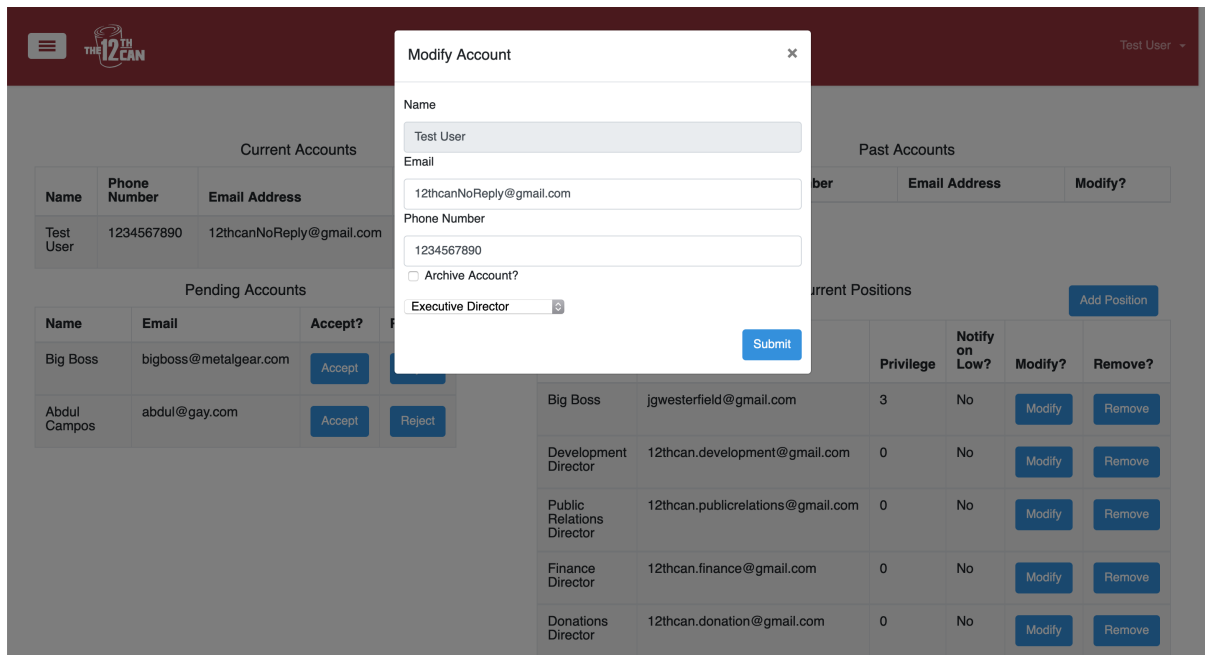 THE 12TH CAN
Test User
Modify Account
×
Name
Test User
Email
12thcanNoReply@gmail.com
Phone Number
1234567890
Archive Account?
Executive Director
Submit
Current Accounts
Name Phone Number Email Address
Test User 1234567890 12thcanNoReply@gmail.com
Past Accounts
Email Address Modify?
Pending Accounts
Name Email Accept?
Big Boss bigboss@metalgear.com Accept
Abdul Campos abdul@gay.com Accept Reject
Positions
Add Position
Privilege Notify on Low? Modify? Remove?
Big Boss jgwesterfield@gmail.com 3 No Modify Remove
Development Director 12thcan.development@gmail.com 0 No Modify Remove
Public Relations Director 12thcan.publicrelations@gmail.com 0 No Modify Remove
Finance Director 12thcan.finance@gmail.com 0 No Modify Remove
Donations Director 12thcan.donation@gmail.com 0 No Modify Remove